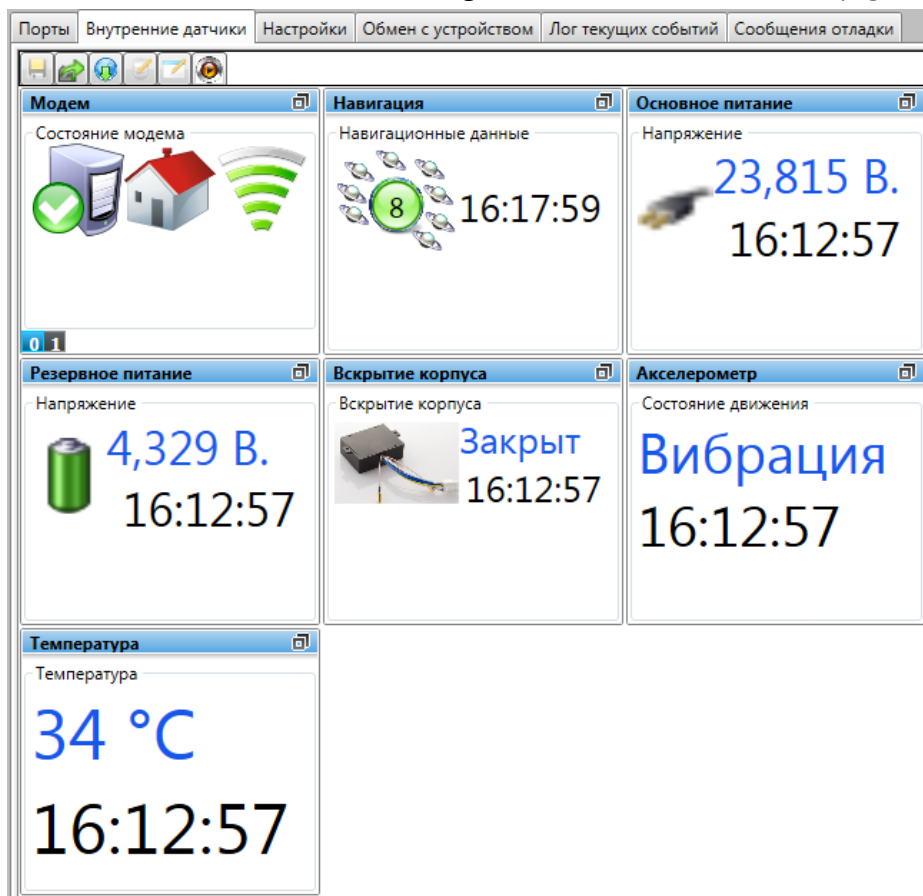 Порты Внутренние датчики Настройки Обмен с устройством Лог текущих событий Сообщения отладки
Модем
Состояние модема
0 1
Навигация
Навигационные данные
8
16:17:59
Основное питание
Напряжение
23,815 В.
16:12:57
Резервное питание
Напряжение
4,329 В.
16:12:57
Вскрытие корпуса
Вскрытие корпуса
Закрыт
16:12:57
Акселерометр
Состояние движения
Вибрация
16:12:57
Температура
Температура
34 °C
16:12:57